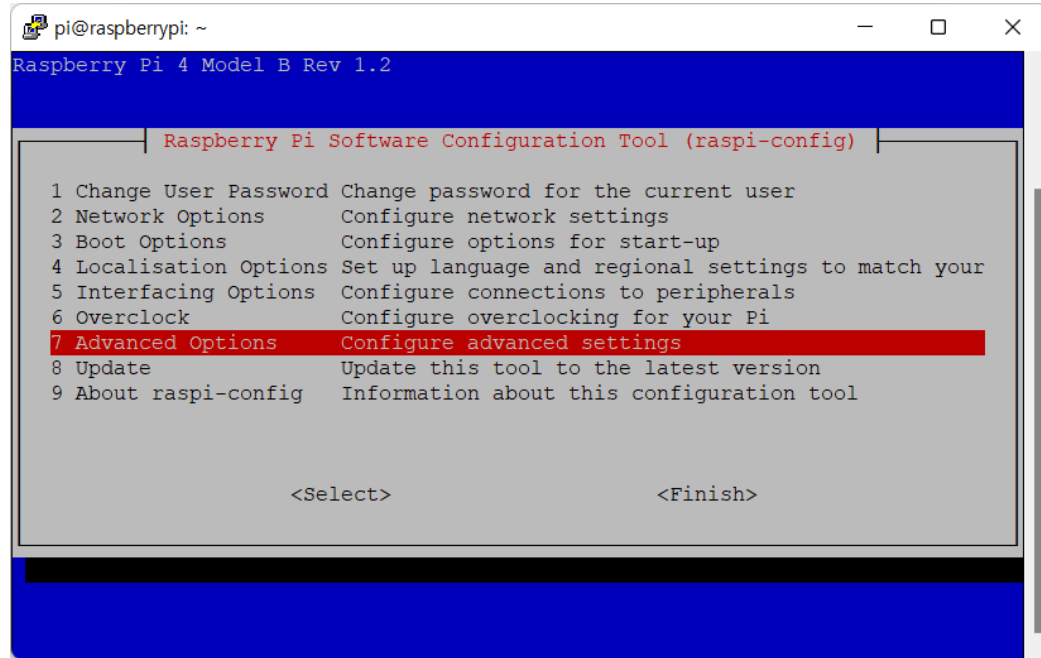 pi@raspberrypi: ~
Raspberry Pi 4 Model B Rev 1.2
Raspberry Pi Software Configuration Tool (raspi-config)
1 Change User Password Change password for the current user
2 Network Options Configure network settings
3 Boot Options Configure options for start-up
4 Localisation Options Set up language and regional settings to match your
5 Interfacing Options Configure connections to peripherals
6 Overclock Configure overclocking for your Pi
7 Advanced Options Configure advanced settings
8 Update Update this tool to the latest version
9 About raspi-config Information about this configuration tool
<Select> <Finish>